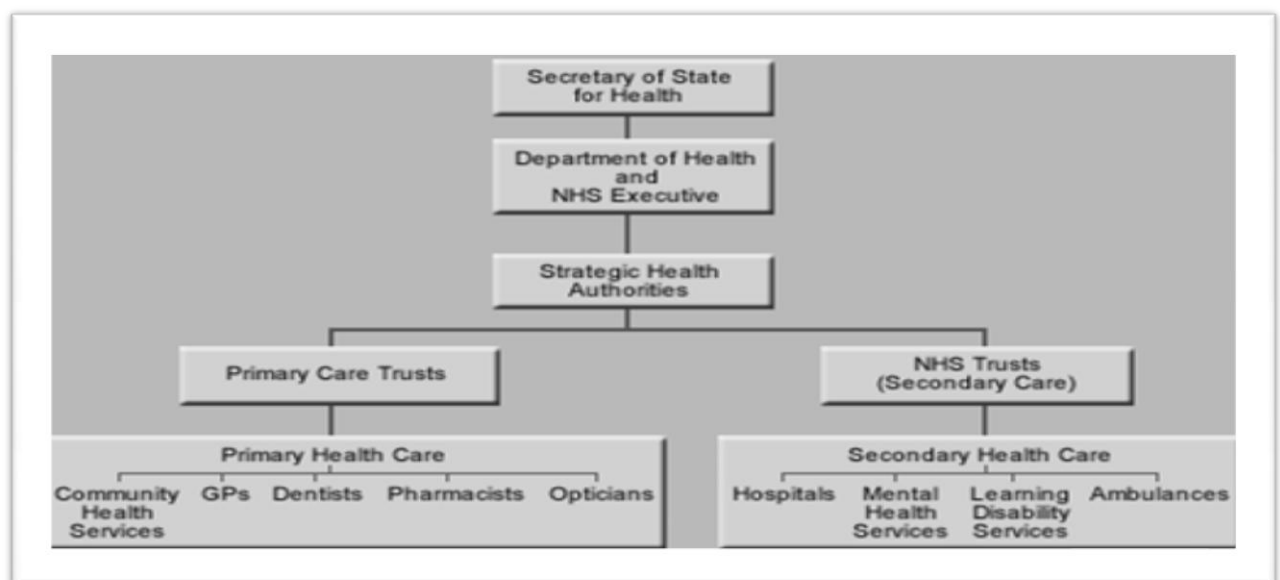 Secretary of State
for Health
Department of Health
and
NHS Executive
Strategic Health
Authorities
Primary Care Trusts
NHS Trusts
(Secondary Care)
Primary Health Care
Community
Health
Services
GPs
Dentists
Pharmacists
Opticians
Secondary Health Care
Hospitals
Mental
Health
Services
Learning
Disability
Services
Ambulances